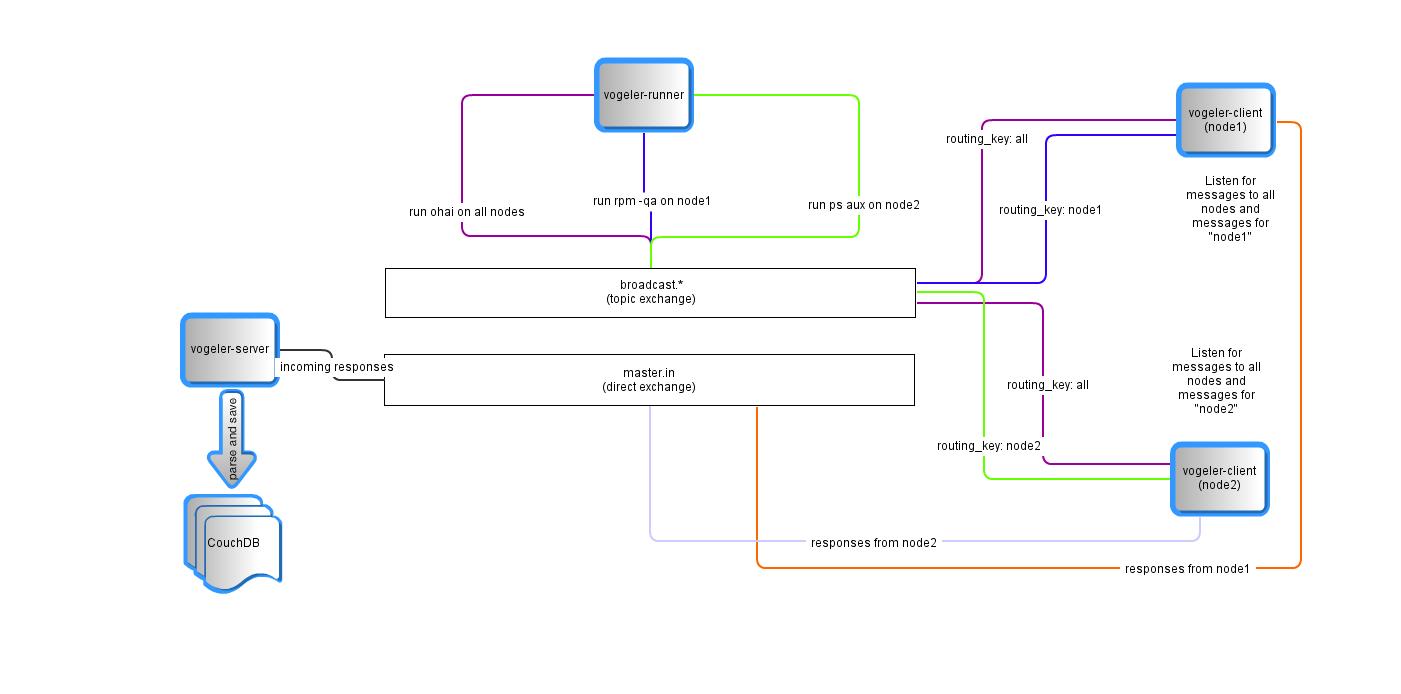 vogeler-runner
vogeler-client
(node1)
routing_key: all
Listen for
messages to all
nodes and
messages for
"node1"
run ohai on all nodes
run rpm -qa on node1
run ps aux on node2
routing_key: node1
broadcast.*
(topic exchange)
vogeler-server
incoming responses
master.in
(direct exchange)
Listen for
messages to all
nodes and
messages for
"node2"
routing_key: all
parse and save
routing_key: node2
vogeler-client
(node2)
CouchDB
responses from node2
responses from node1